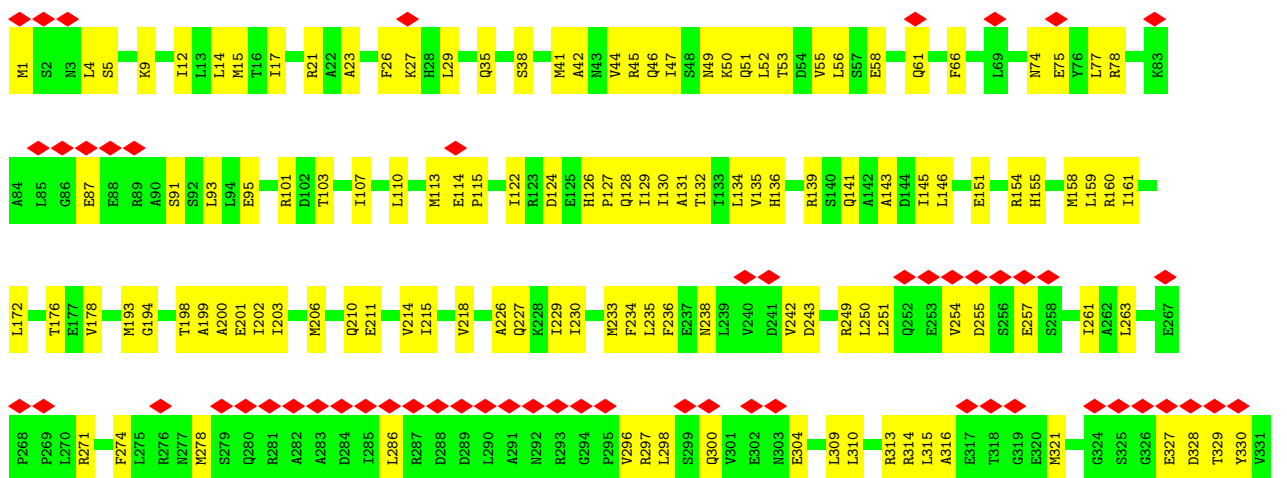 M1 S2 N3 L4 S5 K9 I12 L13 L14 M15 T16 I17 R21 A22 A23 F26 K27 H28 L29 Q35 S38 M41 A42 N43 V44 R45 Q46 I47 S48 N49 K50 Q51 L52 T53 D54 V55 L56 S57 E58 Q61 F66 L69 N74 E75 Y76 L77 R78 K83
A84 L85 G86 E87 E88 R89 A90 S91 S92 L93 L94 E95 R101 D102 T103 I107 L110 M113 E114 P115 I122 R123 D124 E125 H126 P127 Q128 I129 I130 A131 T132 I133 L134 V135 H136 R139 S140 Q141 A142 A143 D144 I145 L146 E151 R154 H155 M158 L159 R160 I161
L172 T176 E177 V178 M193 G194 T198 A199 A200 E201 I202 I203 M206 Q210 E211 V214 I215 V218 A226 Q227 K228 I229 I230 M233 F234 L235 F236 E237 N238 L239 V240 D241 V242 D243 R249 L250 L251 Q252 E253 V254 D255 S256 E257 S258 I261 A262 L263 E267
P268 P269 L270 R271 F274 L275 R276 N277 M278 S279 Q280 R281 A282 A283 D284 I285 L286 R287 D288 D289 L290 A291 N292 R293 G294 P295 V296 R297 L298 S299 Q300 V301 E302 N303 E304 L309 L310 R313 R314 L315 A316 E317 T318 G319 E320 M321 G324 S325 G326 E327 D328 T329 Y330 V331